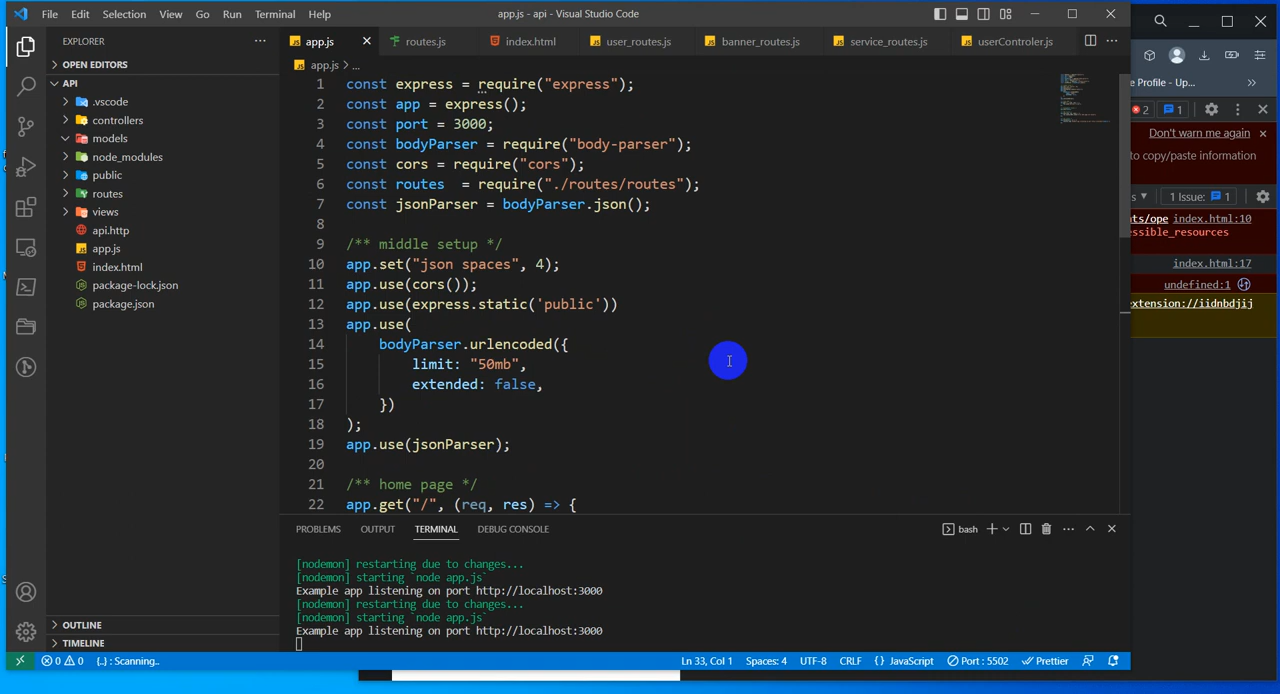 File Edit Selection View Go Run Terminal Help
app.js - api - Visual Studio Code
EXPLORER
OPEN EDITORS
API
.vscode
controllers
models
node_modules
public
routes
views
api.http
app.js
index.html
package-lock.json
package.json
OUTLINE
TIMELINE
app.js routes.js index.html user_routes.js banner_routes.js service_routes.js userControler.js
app.js > ...
1 const express = require("express");
2 const app = express();
3 const port = 3000;
4 const bodyParser = require("body-parser");
5 const cors = require("cors");
6 const routes  = require("./routes/routes");
7 const jsonParser = bodyParser.json();
8
9 /** middle setup */
10 app.set("json spaces", 4);
11 app.use(cors());
12 app.use(express.static('public'))
13 app.use(
14     bodyParser.urlencoded({
15         limit: "50mb",
16         extended: false,
17     })
18 );
19 app.use(jsonParser);
20
21 /** home page */
22 app.get("/", (req, res) => {
PROBLEMS OUTPUT TERMINAL DEBUG CONSOLE
bash
[nodemon] restarting due to changes...
[nodemon] starting `node app.js`
Example app listening on port http://localhost:3000
[nodemon] restarting due to changes...
[nodemon] starting `node app.js`
Example app listening on port http://localhost:3000
0 0 {..} : Scanning..
Ln 33, Col 1 Spaces: 4 UTF-8 CRLF {} JavaScript Port : 5502 Prettier
e Profile - Up... »
2 1
Don't warn me again
to copy/paste information
s 1 Issue: 1
nts/ope index.html:10
essible_resources
index.html:17
undefined:1
extension://iidnbdjij